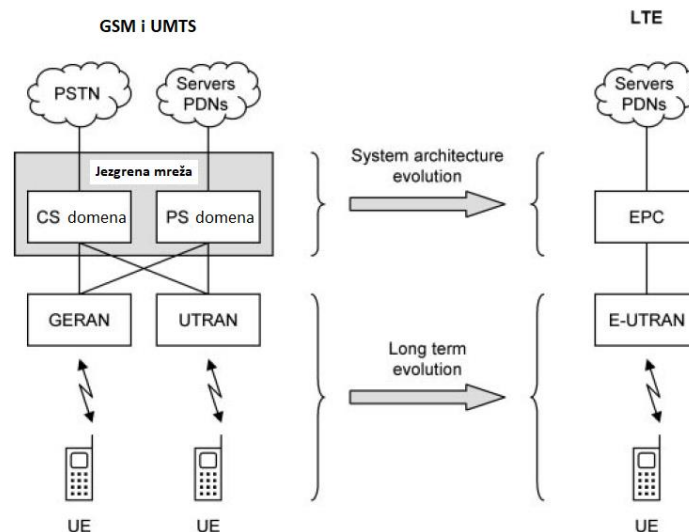 GSM i UMTS
LTE
PSTN
Servers
PDNs
Servers
PDNs
Jezgrena mreža
System architecture
evolution
CS domena
PS domena
EPC
GERAN
UTRAN
E-UTRAN
Long term
evolution
UE
UE
UE